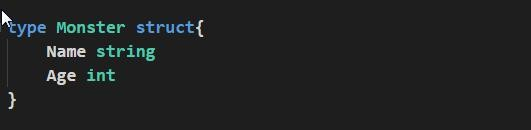 type Monster struct{
    Name string
    Age int
}